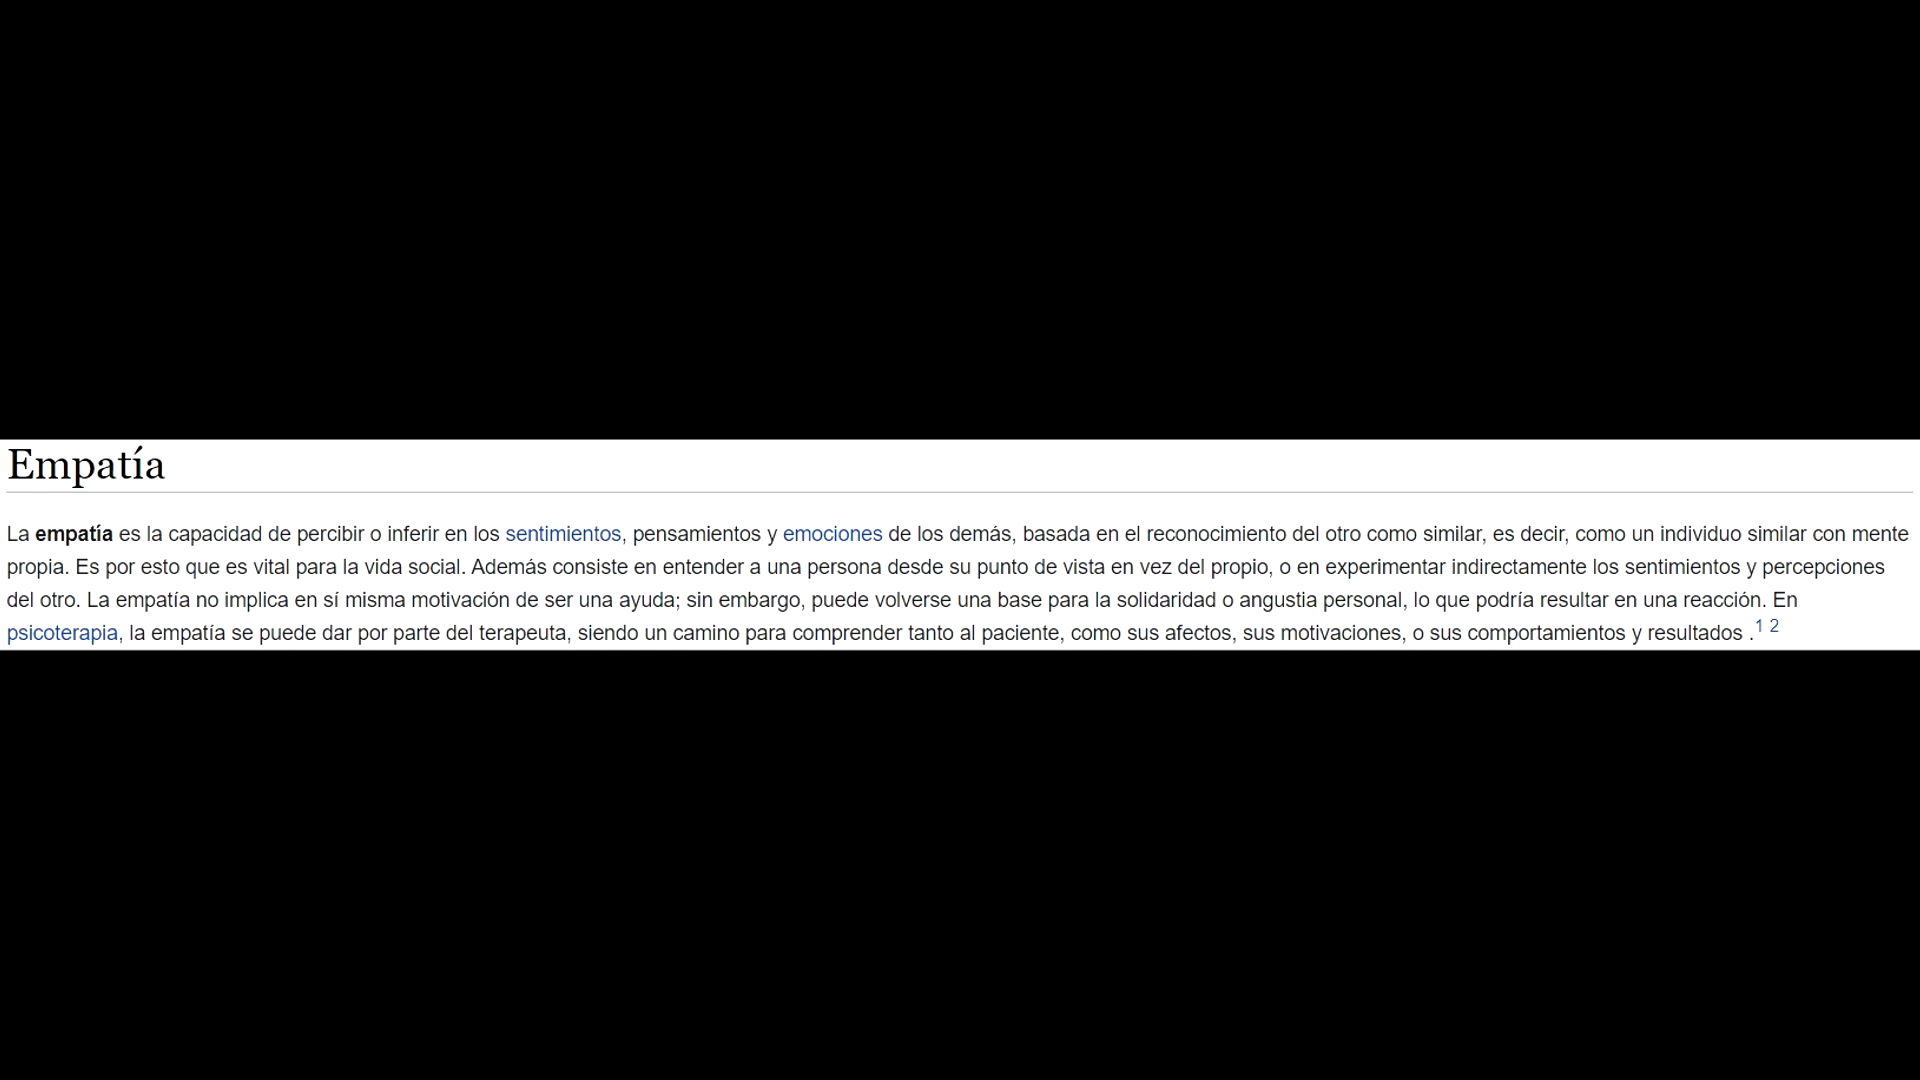 Empatía
La empatía es la capacidad de percibir o inferir en los sentimientos, pensamientos y emociones de los demás, basada en el reconocimiento del otro como similar, es decir, como un individuo similar con mente
propia. Es por esto que es vital para la vida social. Además consiste en entender a una persona desde su punto de vista en vez del propio, o en experimentar indirectamente los sentimientos y percepciones
del otro. La empatía no implica en sí misma motivación de ser una ayuda; sin embargo, puede volverse una base para la solidaridad o angustia personal, lo que podría resultar en una reacción. En
psicoterapia, la empatía se puede dar por parte del terapeuta, siendo un camino para comprender tanto al paciente, como sus afectos, sus motivaciones, o sus comportamientos y resultados .1 2